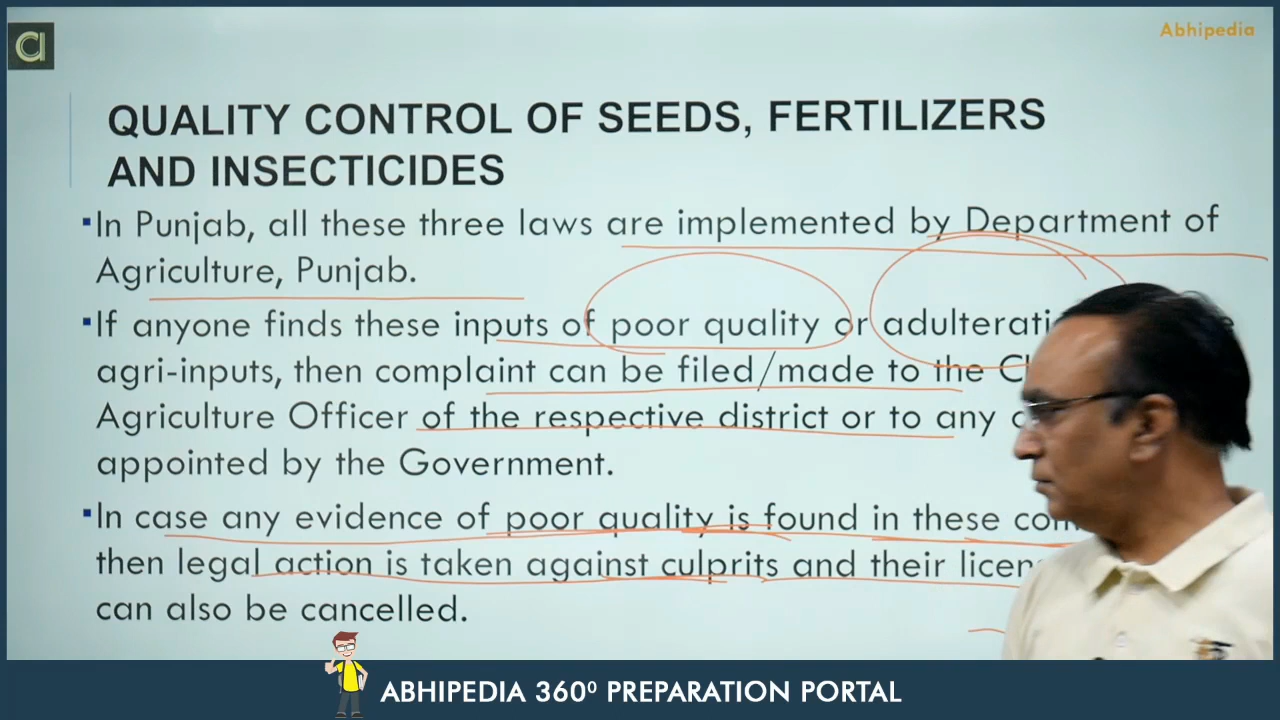 Abhipedia
QUALITY CONTROL OF SEEDS, FERTILIZERS
AND INSECTICIDES
▪In Punjab, all these three laws are implemented by Department of
Agriculture, Punjab.
▪If anyone finds these inputs of poor quality or
agri-inputs, then complaint can be filed/made to the
Agriculture Officer of the respective district or to any
appointed by the Government.
▪In case any evidence of poor quality is found in these
then legal action is taken against culprits and their
can also be cancelled.
ABHIPEDIA 360⁰ PREPARATION PORTAL